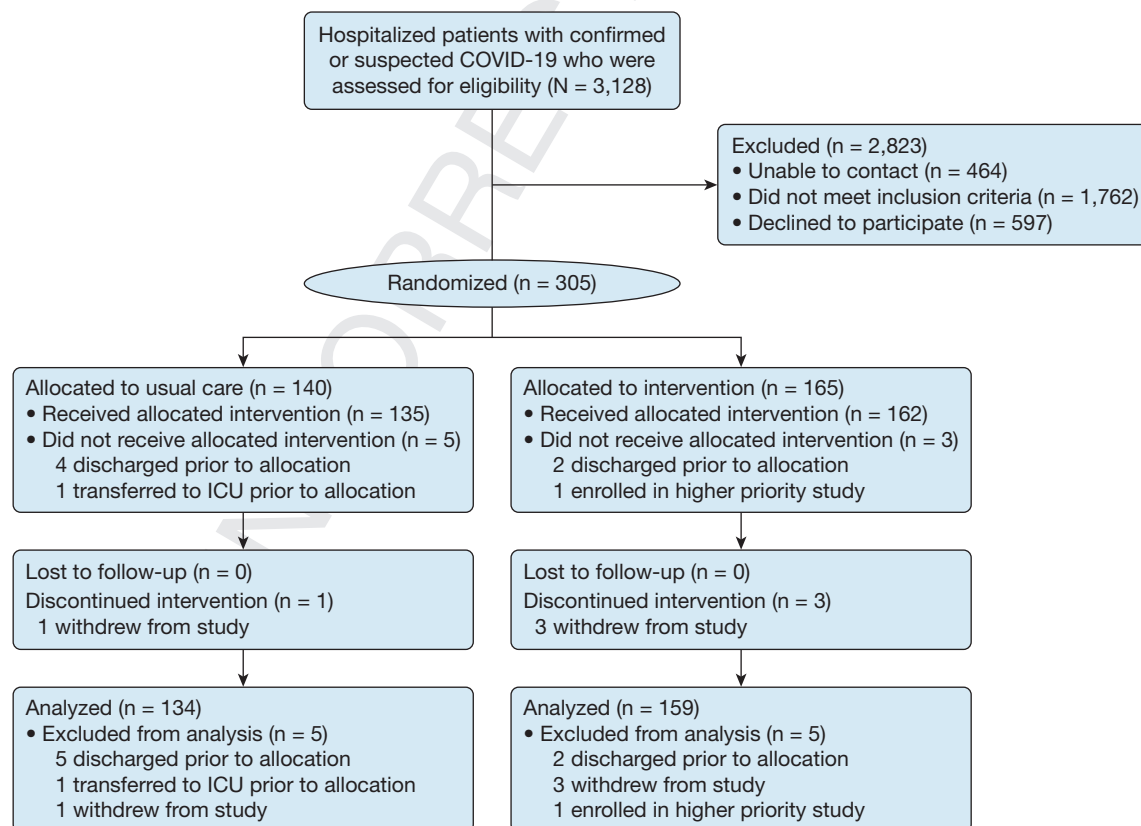 Hospitalized patients with confirmed
or suspected COVID-19 who were
assessed for eligibility (N = 3,128)
Excluded (n = 2,823)
• Unable to contact (n = 464)
• Did not meet inclusion criteria (n = 1,762)
• Declined to participate (n = 597)
Randomized (n = 305)
Allocated to usual care (n = 140)
• Received allocated intervention (n = 135)
• Did not receive allocated intervention (n = 5)
4 discharged prior to allocation
1 transferred to ICU prior to allocation
Allocated to intervention (n = 165)
• Received allocated intervention (n = 162)
• Did not receive allocated intervention (n = 3)
2 discharged prior to allocation
1 enrolled in higher priority study
Lost to follow-up (n = 0)
Discontinued intervention (n = 1)
1 withdrew from study
Lost to follow-up (n = 0)
Discontinued intervention (n = 3)
3 withdrew from study
Analyzed (n = 134)
• Excluded from analysis (n = 5)
5 discharged prior to allocation
1 transferred to ICU prior to allocation
1 withdrew from study
Analyzed (n = 159)
• Excluded from analysis (n = 5)
2 discharged prior to allocation
3 withdrew from study
1 enrolled in higher priority study